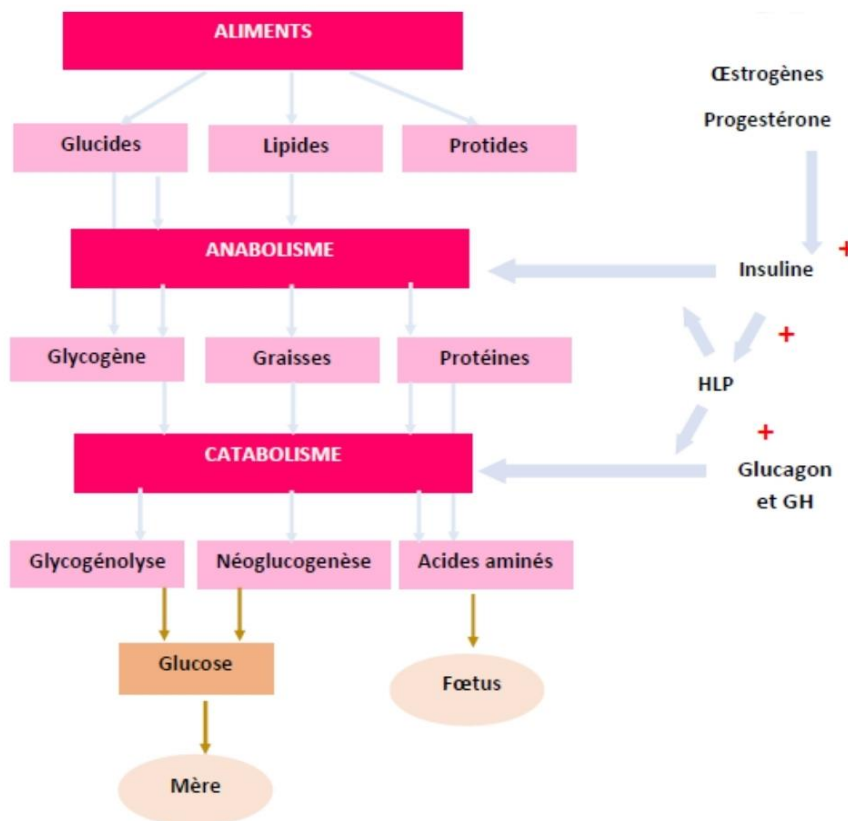 ALIMENTS
Œstrogènes
Progestérone
Glucides
Lipides
Protides
ANABOLISME
+
Insuline
+
Glycogène
Graisses
Protéines
HLP
+
CATABOLISME
Glucagon
et GH
Glycogénolyse
Néoglucogenèse
Acides aminés
Glucose
Fœtus
Mère